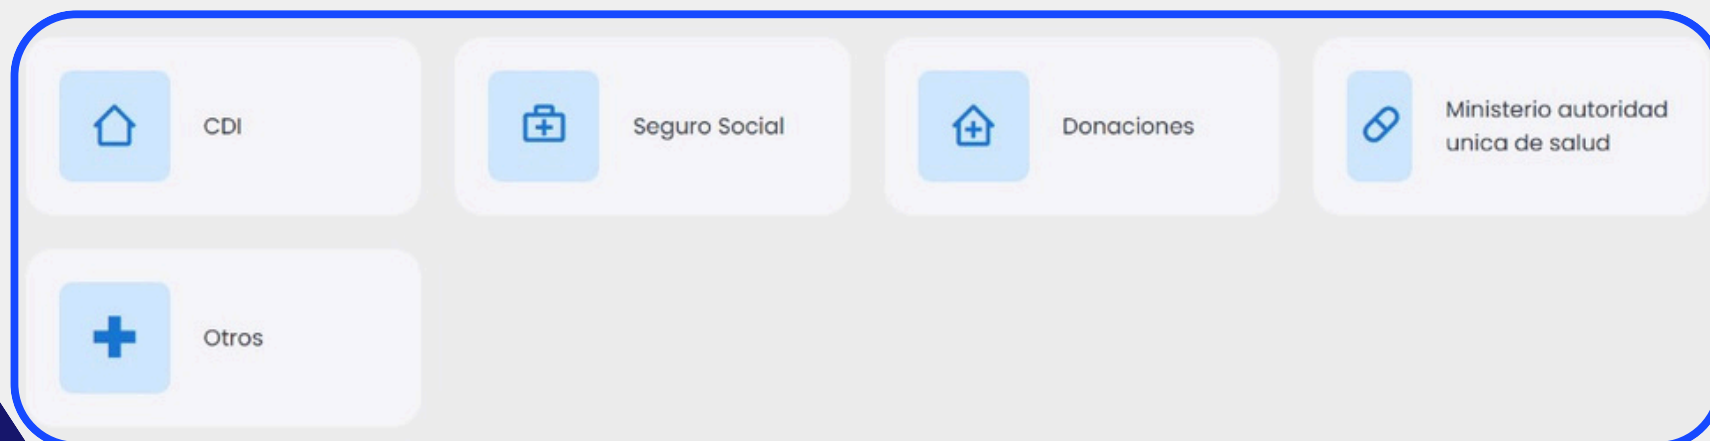 CDI
Seguro Social
Donaciones
Ministerio autoridad
unica de salud
Otros